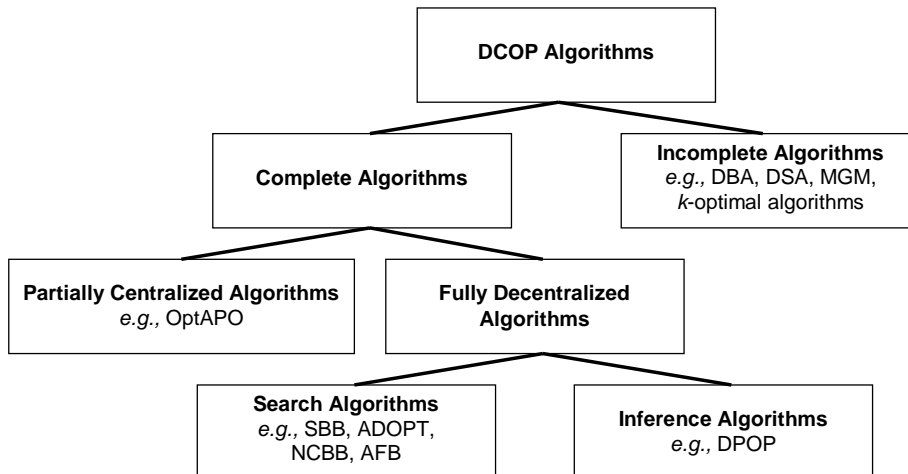 DCOP Algorithms
Complete Algorithms
Incomplete Algorithms
e.g., DBA, DSA, MGM,
k-optimal algorithms
Partially Centralized Algorithms
e.g., OptAPO
Fully Decentralized
Algorithms
Search Algorithms
e.g., SBB, ADOPT,
NCBB, AFB
Inference Algorithms
e.g., DPOP